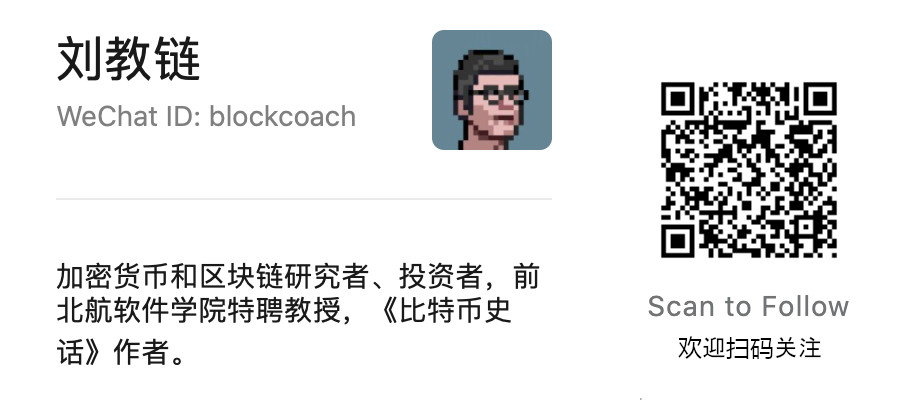 刘教链
WeChat ID: blockcoach
加密货币和区块链研究者、投资者，前
北航软件学院特聘教授，《比特币史
话》作者。
Scan to Follow
欢迎扫码关注